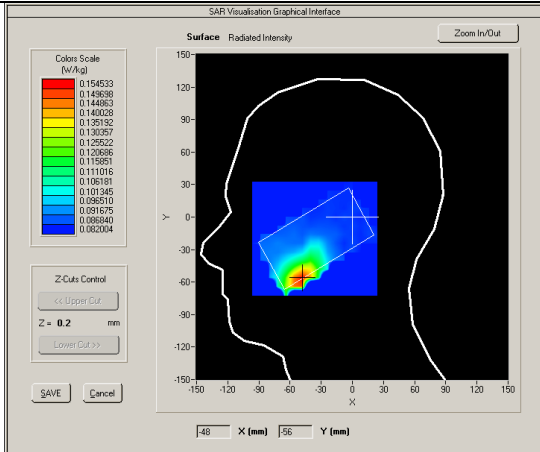 SAR Visualisation Graphical Interface
Surface Radiated Intensity
Zoom In/Out
Colors Scale
(W/kg)
0.154533
0.149698
0.144863
0.140028
0.135192
0.130357
0.125522
0.120686
0.115851
0.111016
0.106181
0.101345
0.096510
0.091675
0.086840
0.082004
Z-Cuts Control
<< Upper Cut
Z = 0.2 mm
Lower Cut >>
SAVE
Cancel
Y
150-
120-
90-
60-
30-
0-
-30-
-60-
-90-
-120-
-150-
-150 -120 -90 -60 -30 0 30 60 90 120 150
X
-48 X (mm) -56 Y (mm)